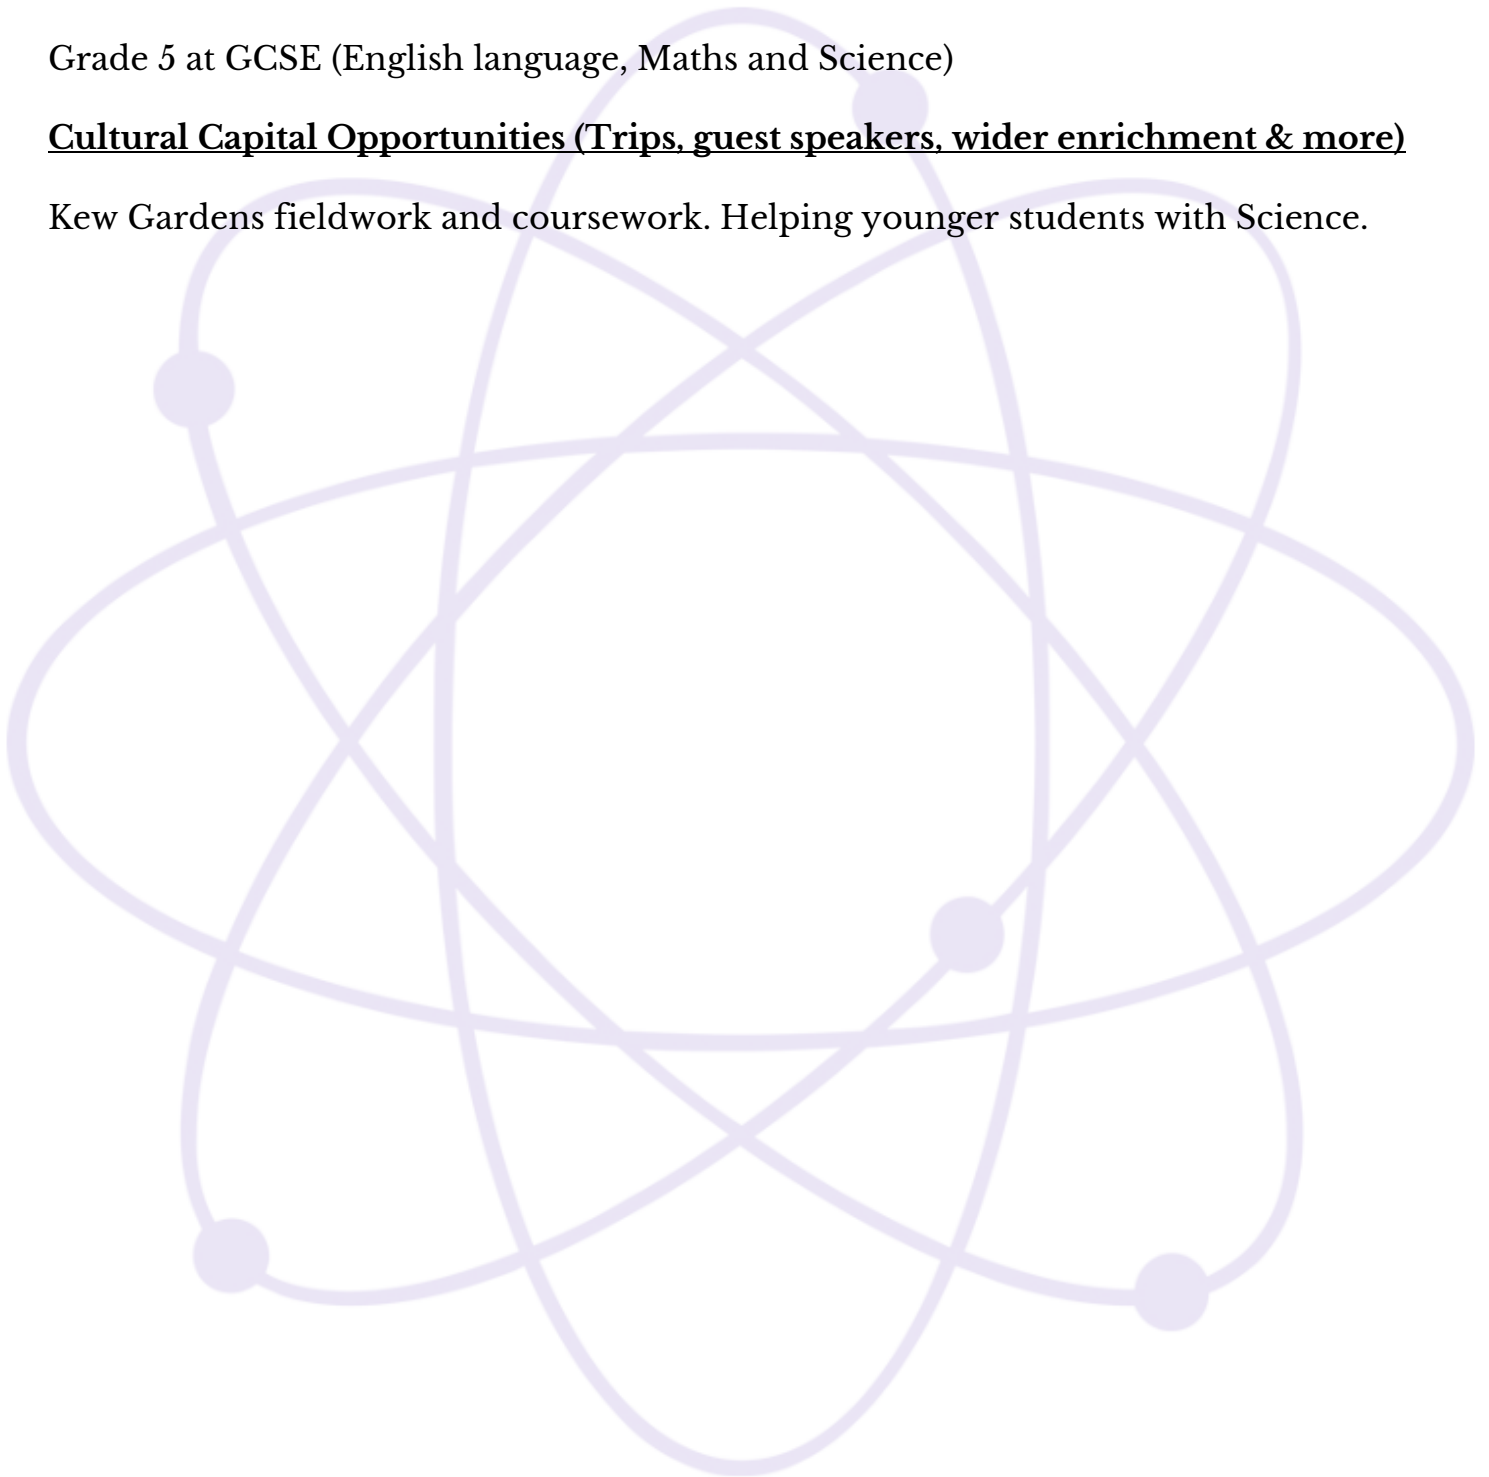 Grade 5 at GCSE (English language, Maths and Science)
Cultural Capital Opportunities (Trips, guest speakers, wider enrichment & more)
Kew Gardens fieldwork and coursework. Helping younger students with Science.